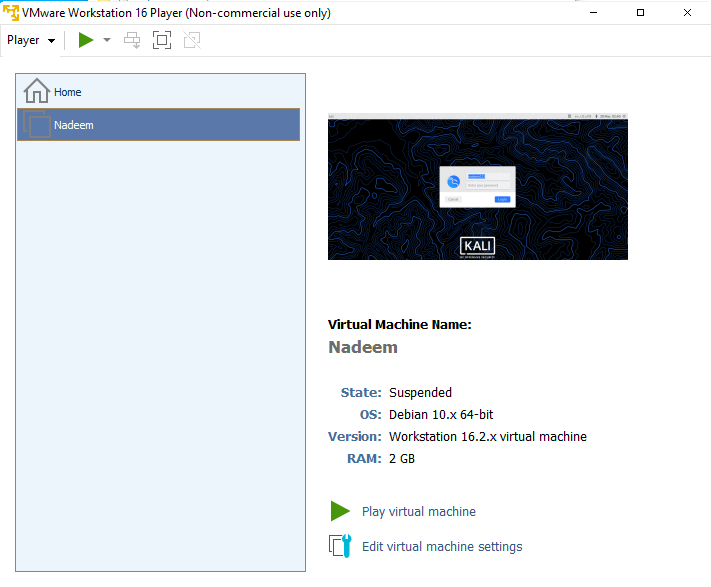 VMware Workstation 16 Player (Non-commercial use only)
Player
Home
Nadeem
KALI
Virtual Machine Name:
Nadeem
State: Suspended
OS: Debian 10.x 64-bit
Version: Workstation 16.2.x virtual machine
RAM: 2 GB
Play virtual machine
Edit virtual machine settings